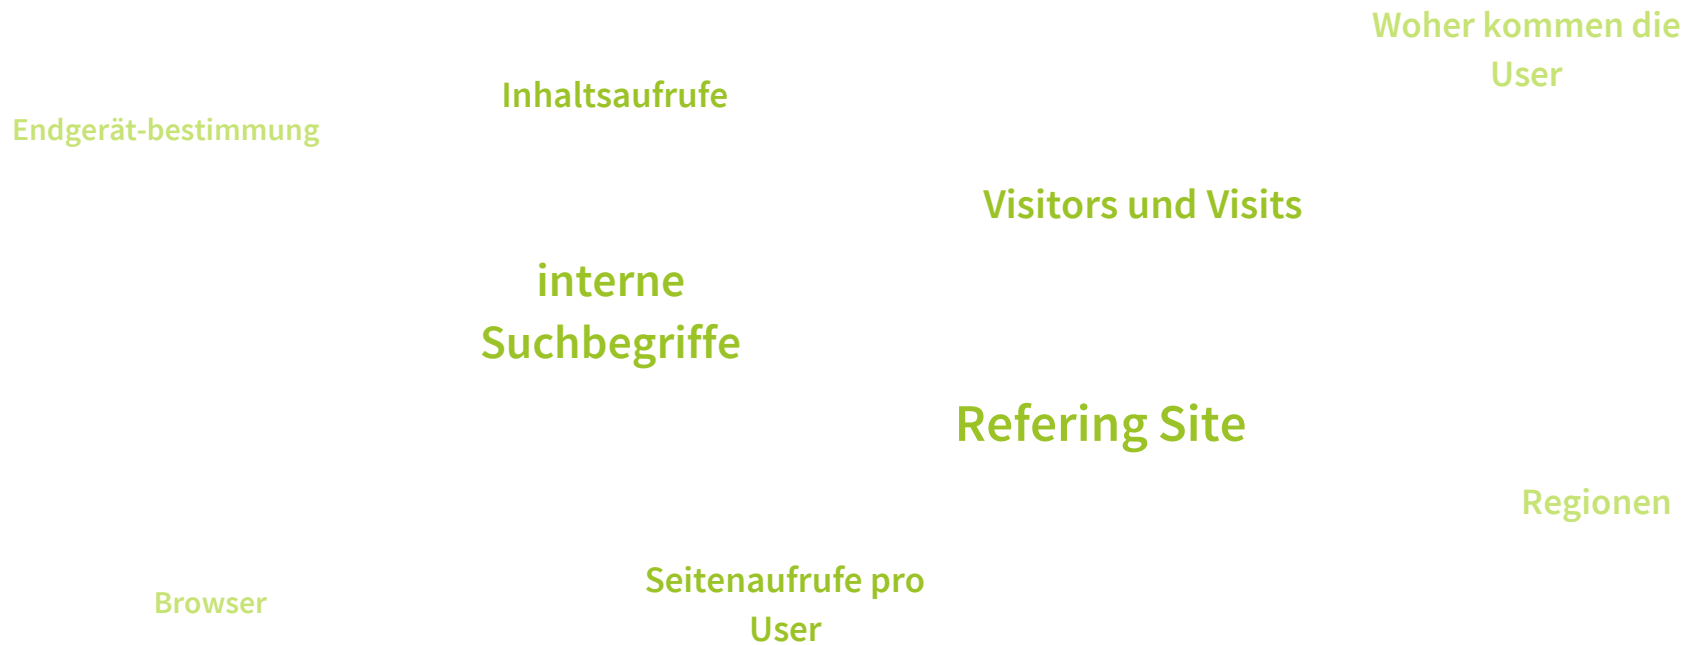 Woher kommen die
User
Inhaltsaufrufe
Endgerät-bestimmung
Visitors und Visits
interne
Suchbegriffe
Refering Site
Regionen
Seitenaufrufe pro
User
Browser